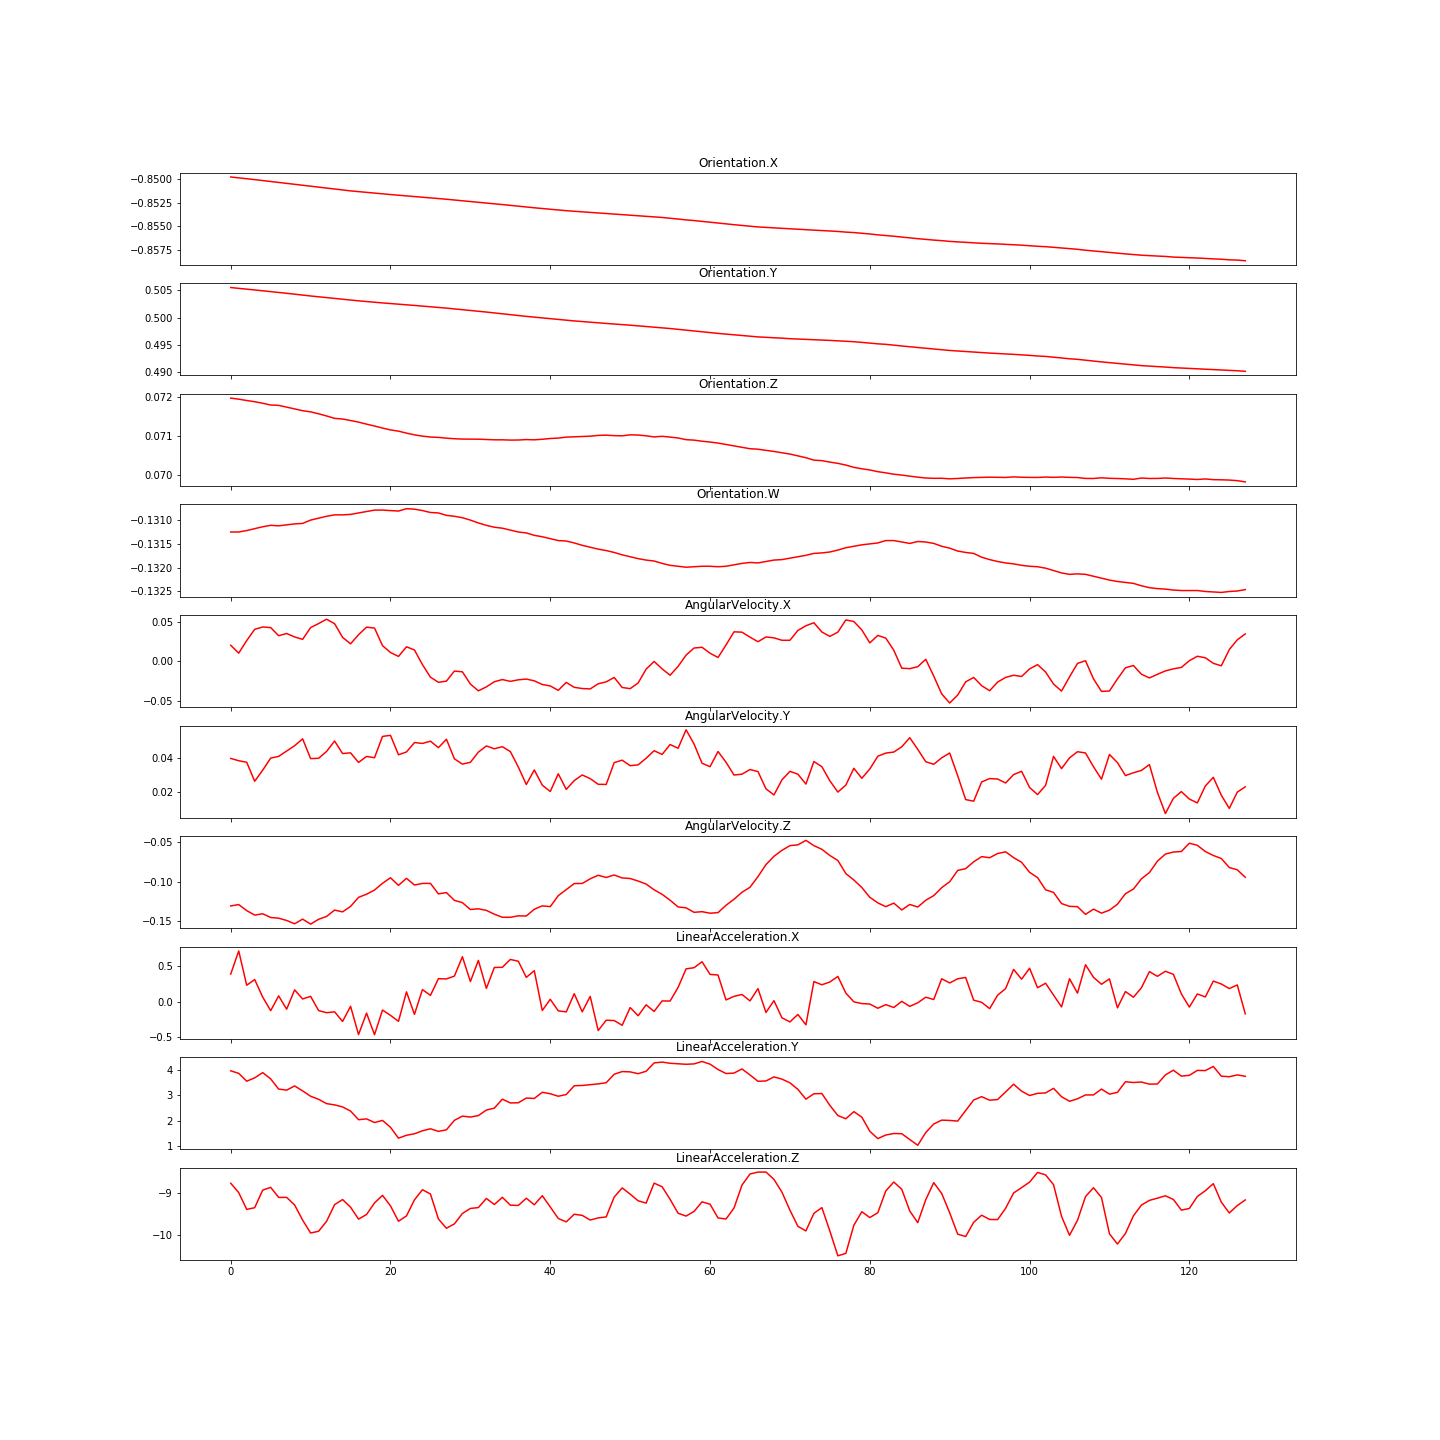 Orientation.X
−0.8500
−0.8525
−0.8550
−0.8575
Orientation.Y
0.505
0.500
0.495
0.490
Orientation.Z
0.072
0.071
0.070
Orientation.W
−0.1310
−0.1315
−0.1320
−0.1325
AngularVelocity.X
0.05
0.00
−0.05
AngularVelocity.Y
0.04
0.02
AngularVelocity.Z
−0.05
−0.10
−0.15
LinearAcceleration.X
0.5
0.0
−0.5
LinearAcceleration.Y
4
3
2
1
LinearAcceleration.Z
−9
−10
0 20 40 60 80 100 120